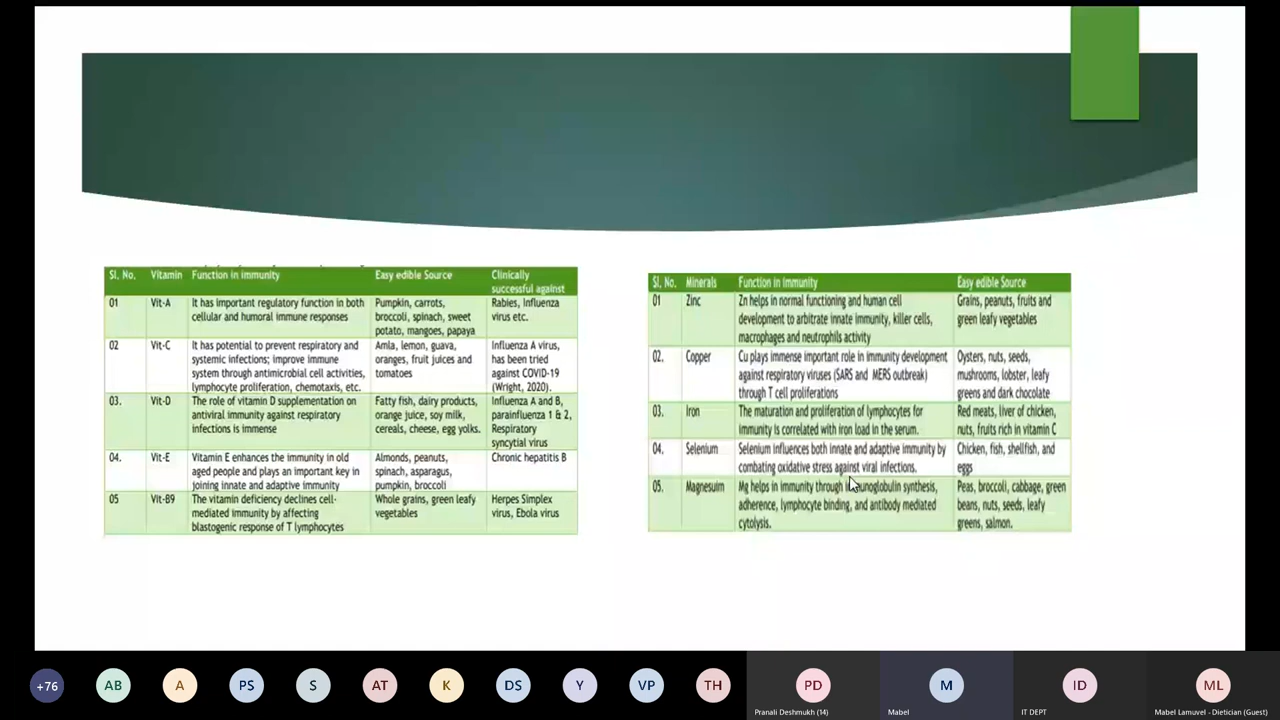 Sl. No. Vitamin Function in immunity Easy edible Source Clinically
successful against
01 Vit-A It has important regulatory function in both Pumpkin, carrots, Rabies, Influenza
cellular and humoral immune responses broccoli, spinach, sweet virus etc.
potato, mangoes, papaya
02 Vit-C It has potential to prevent respiratory and Amla, lemon, guava, Influenza A virus,
systemic infections; improve immune oranges, fruit juices and has been tried
system through antimicrobial cell activities, tomatoes against COVID-19
lymphocyte proliferation, chemotaxis, etc. (Wright, 2020).
03. Vit-D The role of vitamin D supplementation on Fatty fish, dairy products, Influenza A and B,
antiviral immunity against respiratory orange juice, soy milk, parainfluenza 1 & 2,
infections is immense cereals, cheese, egg yolks. Respiratory
syncytial virus
04. Vit-E Vitamin E enhances the immunity in old Almonds, peanuts, Chronic hepatitis B
aged people and plays an important key in spinach, asparagus,
joining innate and adaptive immunity pumpkin, broccoli
05 Vit-B9 The vitamin deficiency declines cell- Whole grains, green leafy Herpes Simplex
mediated immunity by affecting vegetables virus, Ebola virus
blastogenic response of T lymphocytes
Sl. No. Minerals Function in immunity Easy edible Source
01 Zinc Zn helps in normal functioning and human cell Grains, peanuts, fruits and
development to arbitrate innate immunity, killer cells, green leafy vegetables
macrophages and neutrophils activity
02. Copper Cu plays immense important role in immunity development Oysters, nuts, seeds,
against respiratory viruses (SARS and MERS outbreak) mushrooms, lobster, leafy
through T cell proliferations greens and dark chocolate
03. Iron The maturation and proliferation of lymphocytes for Red meats, liver of chicken,
immunity is correlated with iron load in the serum. nuts, fruits rich in vitamin C
04. Selenium Selenium influences both innate and adaptive immunity by Chicken, fish, shellfish, and
combating oxidative stress against viral infections. eggs
05. Magnesuim Mg helps in immunity through immunoglobulin synthesis, Peas, broccoli, cabbage, green
adherence, lymphocyte binding, and antibody mediated beans, nuts, seeds, leafy
cytolysis. greens, salmon.
+76 AB A PS S AT K DS Y VP TH PD M ID ML
Pranali Deshmukh (14) Mabel IT DEPT Mabel Lamuvel - Dietician (Guest)